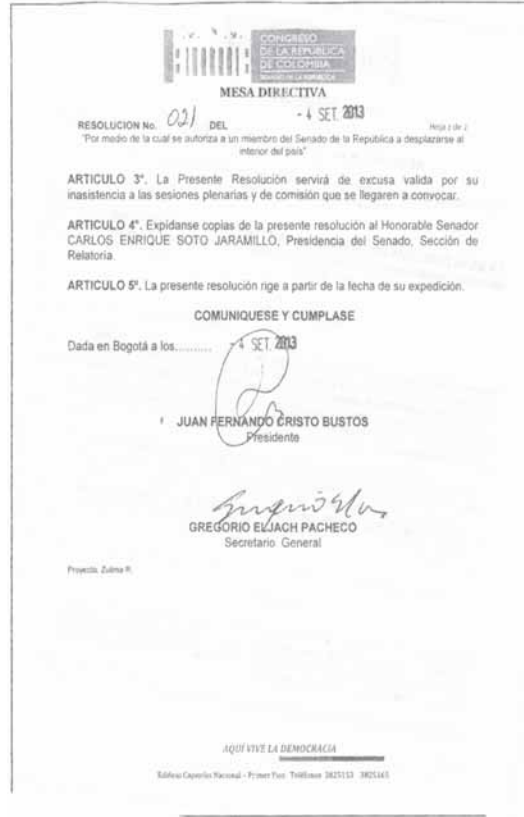 CONGRESO
DE LA REPÚBLICA
DE COLOMBIA
MESA DIRECTIVA
RESOLUCION No. 021 DEL - 4 SET. 2013
Hoja 2 de 2
"Por medio de la cual se autoriza a un miembro del Senado de la República a desplazarse al
interior del país"
ARTICULO 3°. La Presente Resolución servirá de excusa valida por su
inasistencia a las sesiones plenarias y de comisión que se llegaren a convocar.
ARTICULO 4°. Expídanse copias de la presente resolución al Honorable Senador
CARLOS ENRIQUE SOTO JARAMILLO, Presidencia del Senado, Sección de
Relatoria.
ARTICULO 5°. La presente resolución rige a partir de la fecha de su expedición.
COMUNIQUESE Y CUMPLASE
Dada en Bogotá a los.......... - 4 SET. 2013
JUAN FERNANDO CRISTO BUSTOS
Presidente
GREGORIO ELJACH PACHECO
Secretario General
Proyecto. Zulma R.
AQUÍ VIVE LA DEMOCRACIA
Edificio Capitolio Nacional - Primer Piso Teléfonos 3825153 3825165